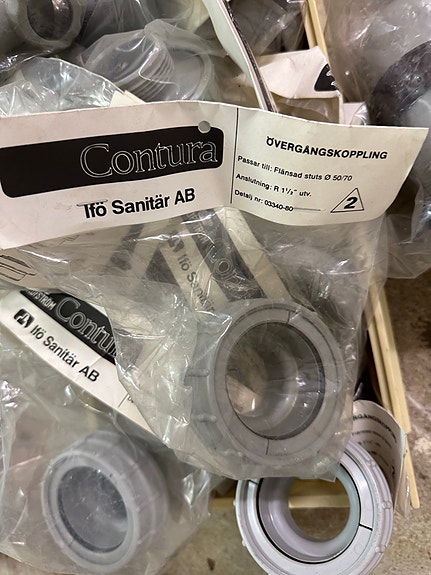 Contura
Ifö Sanitär AB
ÖVERGÅNGSKOPPLING
Passar till: Flänsad stuts Ø 50/70
Anslutning: R 1½" utv.
Detalj nr: 03340-80
2
Ifö Sani
Contura
Ifö Sanitär AB